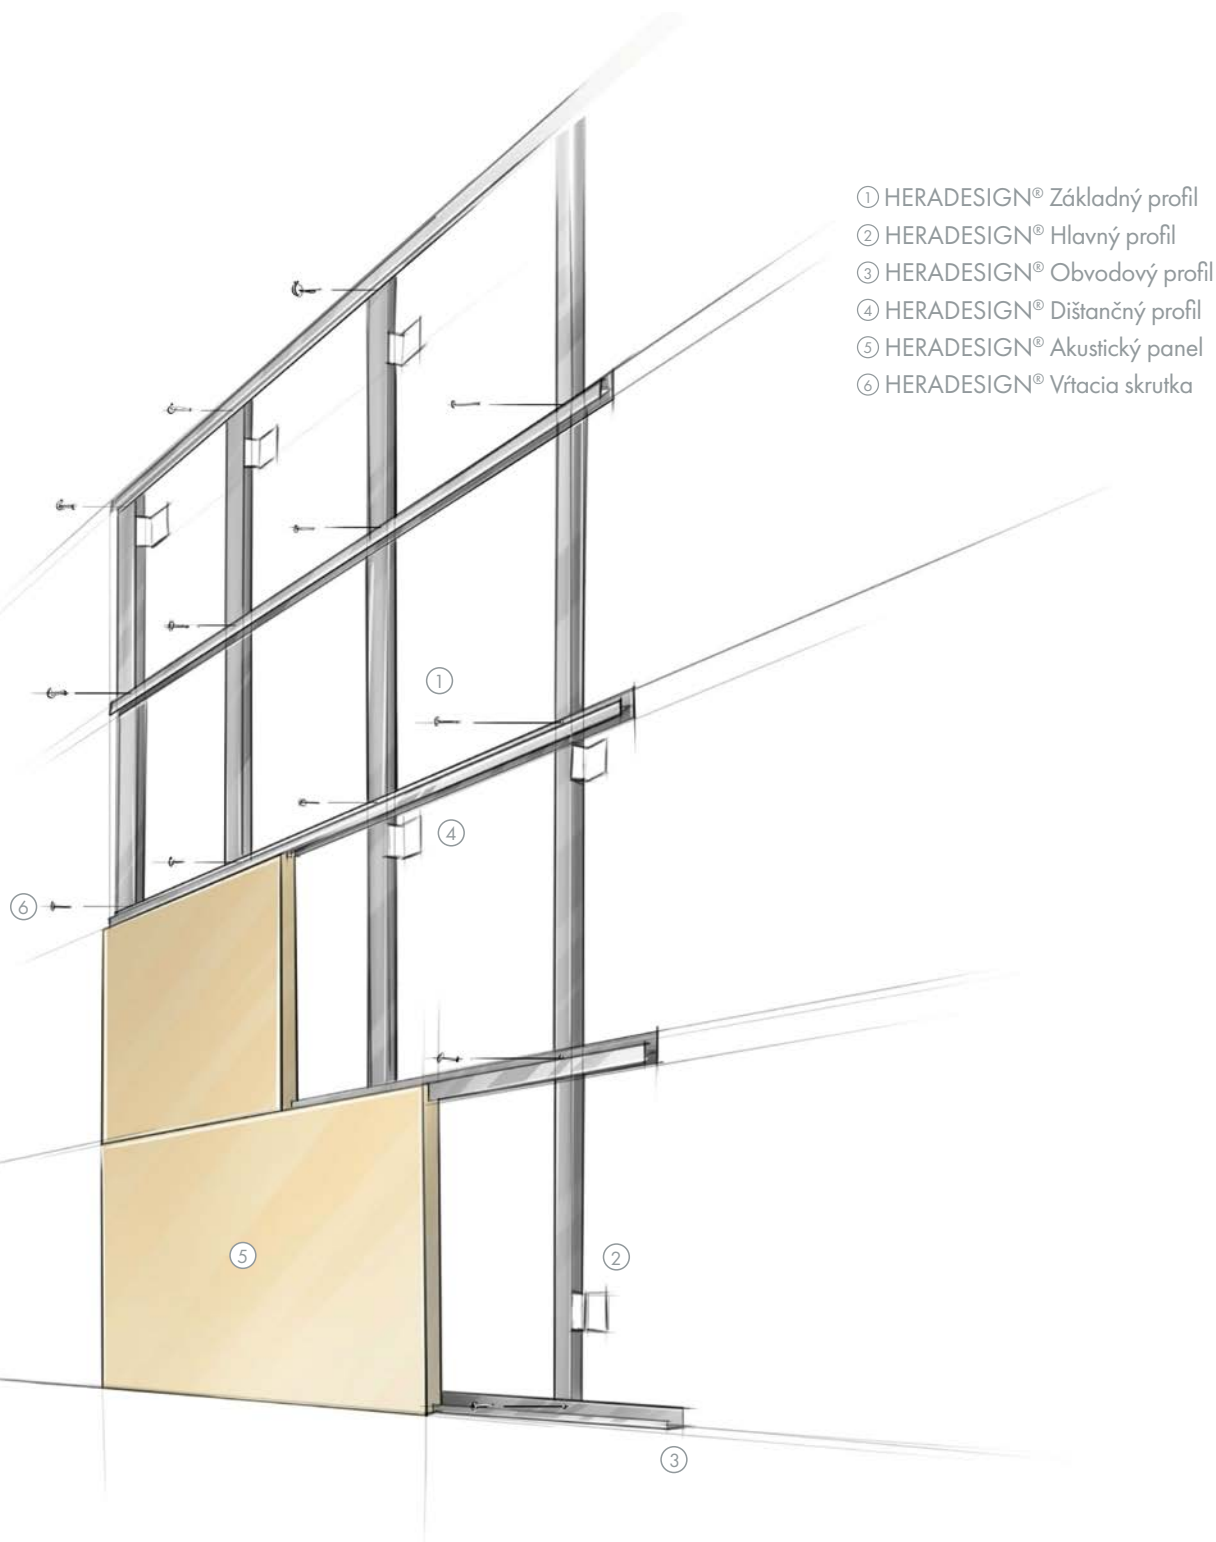 ① HERADESIGN® Základný profil
② HERADESIGN® Hlavný profil
③ HERADESIGN® Obvodový profil
④ HERADESIGN® Dištančný profil
⑤ HERADESIGN® Akustický panel
⑥ HERADESIGN® Vŕtacia skrutka
①
④
⑥
⑤
②
③